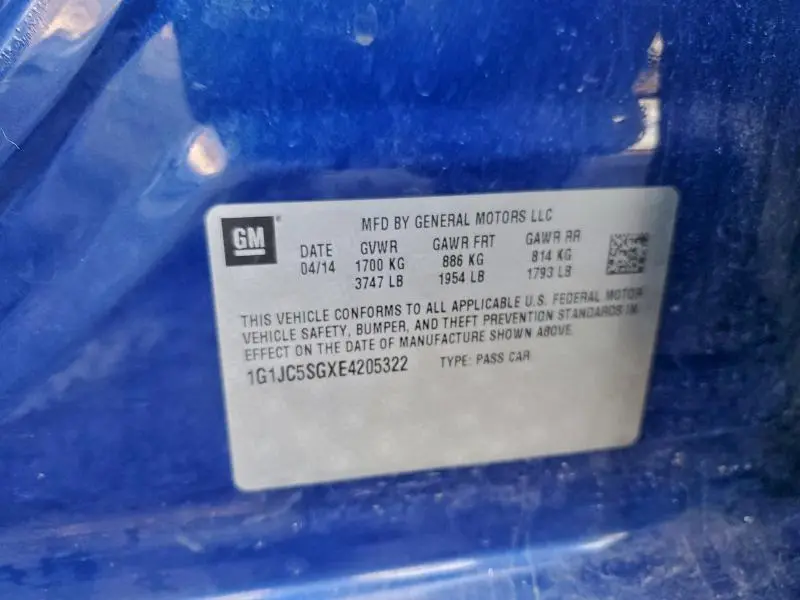 GM
MFD BY GENERAL MOTORS LLC
DATE GVWR GAWR FRT GAWR RR
04/14 1700 KG 886 KG 814 KG
3747 LB 1954 LB 1793 LB
THIS VEHICLE CONFORMS TO ALL APPLICABLE U.S. FEDERAL MOTOR
VEHICLE SAFETY, BUMPER, AND THEFT PREVENTION STANDARDS IN
EFFECT ON THE DATE OF MANUFACTURE SHOWN ABOVE.
1G1JC5SGXE4205322 TYPE: PASS CAR